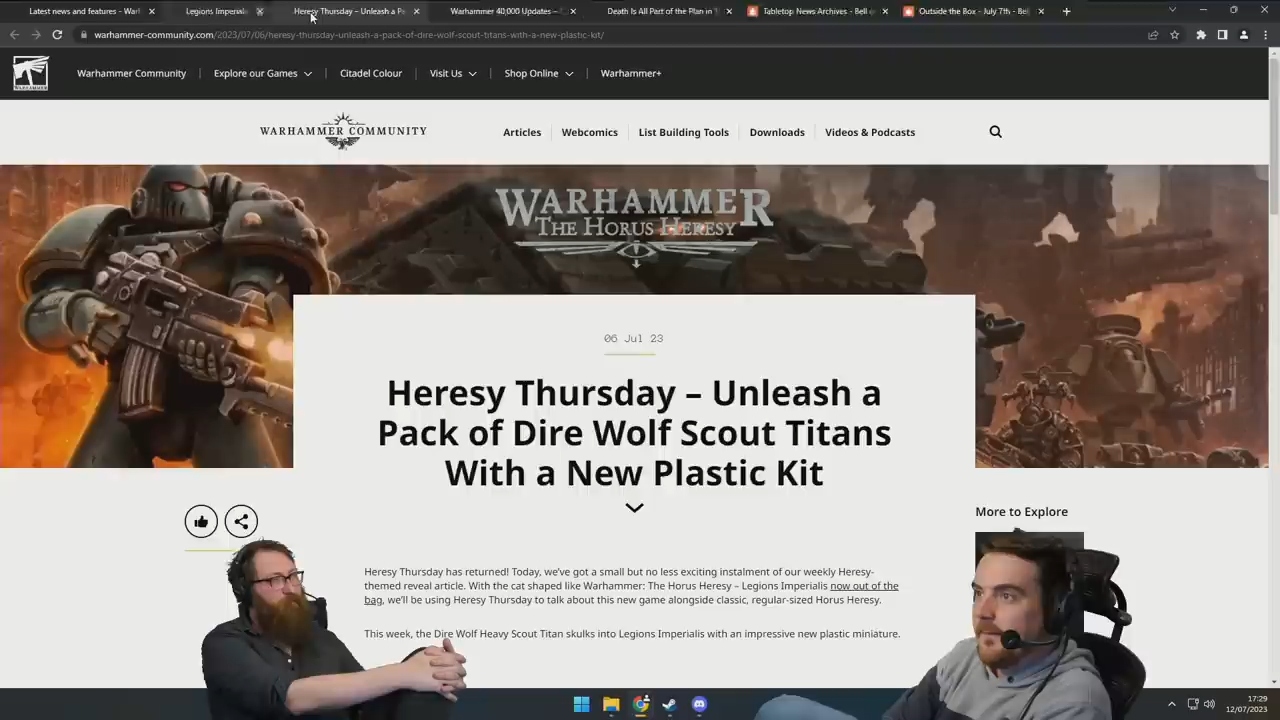 Latest news and features - Warl
Legions Imperialis
Heresy Thursday – Unleash a Pa
Warhammer 40,000 Updates –
Death Is All Part of the Plan in T
Tabletop News Archives - Bell o
Outside the Box - July 7th - Bel
warhammer-community.com/2023/07/06/heresy-thursday-unleash-a-pack-of-dire-wolf-scout-titans-with-a-new-plastic-kit/
WARHAMMER
Warhammer Community
Explore our Games
Citadel Colour
Visit Us
Shop Online
Warhammer+
WARHAMMER COMMUNITY
Articles
Webcomics
List Building Tools
Downloads
Videos & Podcasts
WARHAMMER
THE HORUS HERESY
06 Jul 23
Heresy Thursday – Unleash a
Pack of Dire Wolf Scout Titans
With a New Plastic Kit
More to Explore
Heresy Thursday has returned! Today, we've got a small but no less exciting instalment of our weekly Heresy-
themed reveal article. With the cat shaped like Warhammer: The Horus Heresy – Legions Imperialis now out of the
bag, we'll be using Heresy Thursday to talk about this new game alongside classic, regular-sized Horus Heresy.
This week, the Dire Wolf Heavy Scout Titan skulks into Legions Imperialis with an impressive new plastic miniature.
17:29
12/07/2023